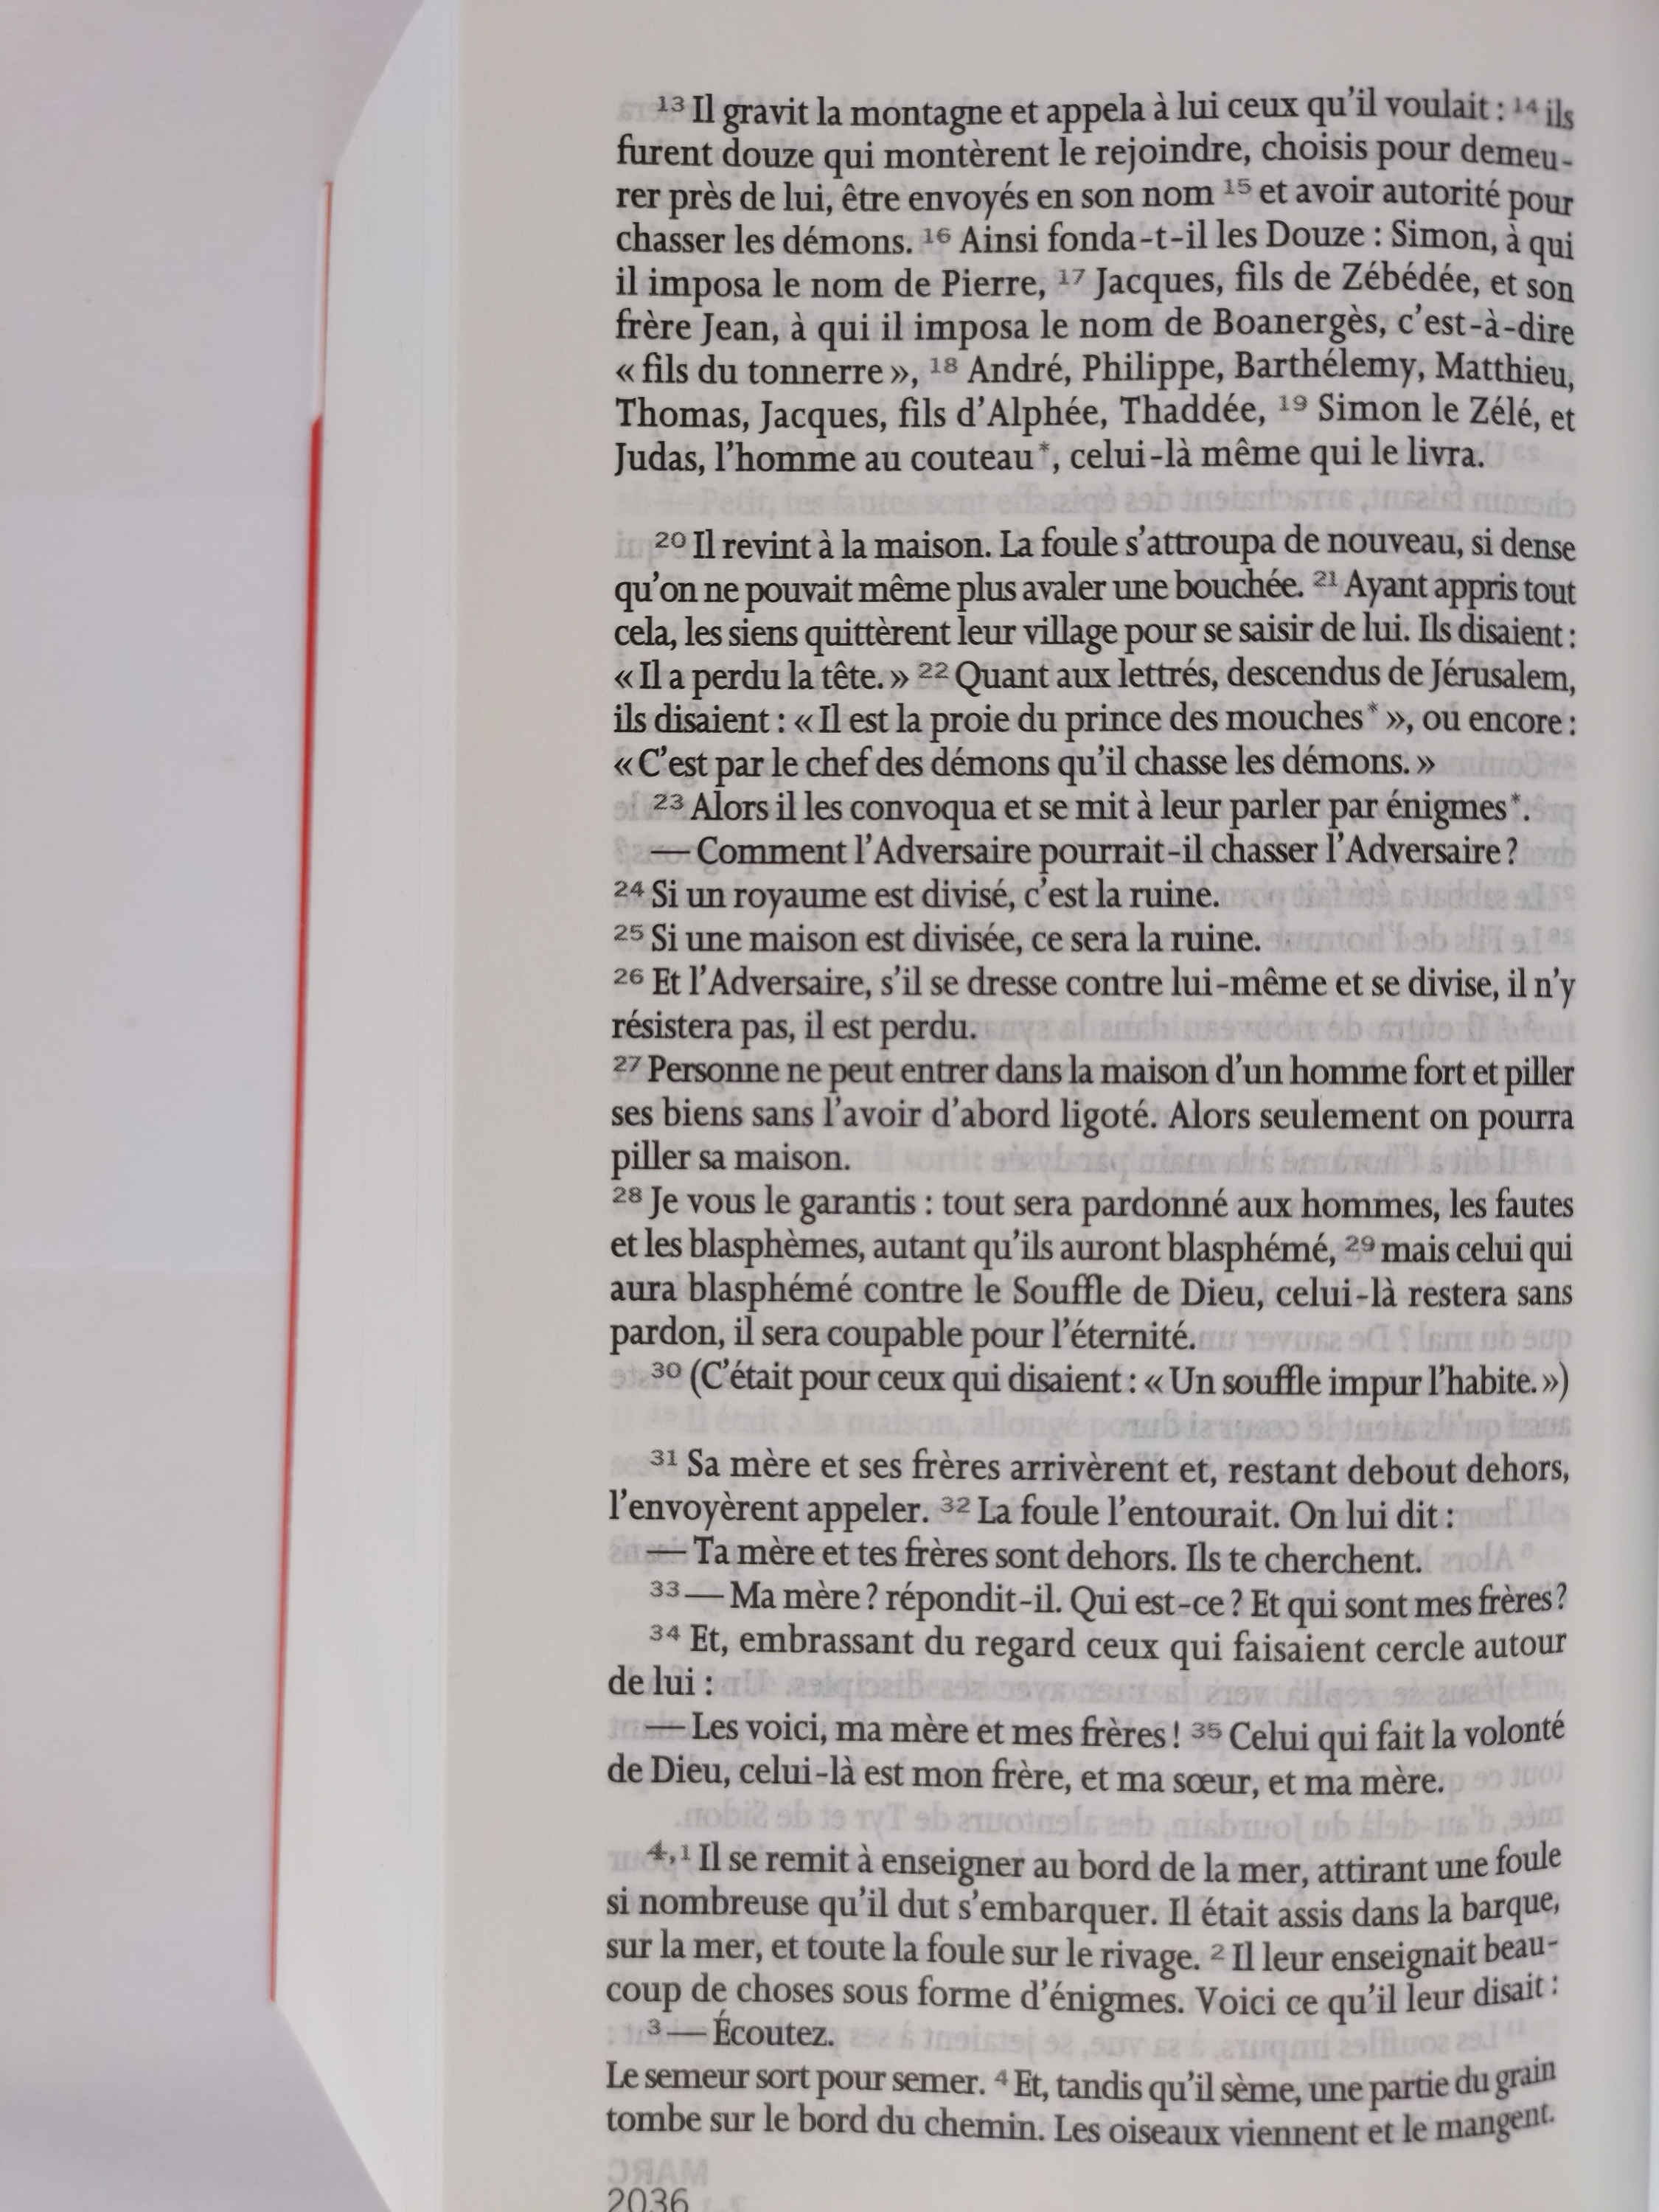 13 Il gravit la montagne et appela à lui ceux qu'il voulait : 14 ils
furent douze qui montèrent le rejoindre, choisis pour demeu-
rer près de lui, être envoyés en son nom 15 et avoir autorité pour
chasser les démons. 16 Ainsi fonda-t-il les Douze : Simon, à qui
il imposa le nom de Pierre, 17 Jacques, fils de Zébédée, et son
frère Jean, à qui il imposa le nom de Boanergès, c'est-à-dire
« fils du tonnerre », 18 André, Philippe, Barthélemy, Matthieu,
Thomas, Jacques, fils d'Alphée, Thaddée, 19 Simon le Zélé, et
Judas, l'homme au couteau*, celui-là même qui le livra.
20 Il revint à la maison. La foule s'attroupa de nouveau, si dense
qu'on ne pouvait même plus avaler une bouchée. 21 Ayant appris tout
cela, les siens quittèrent leur village pour se saisir de lui. Ils disaient :
« Il a perdu la tête. » 22 Quant aux lettrés, descendus de Jérusalem,
ils disaient : « Il est la proie du prince des mouches* », ou encore :
« C'est par le chef des démons qu'il chasse les démons. »
23 Alors il les convoqua et se mit à leur parler par énigmes*.
— Comment l'Adversaire pourrait-il chasser l'Adversaire ?
24 Si un royaume est divisé, c'est la ruine.
25 Si une maison est divisée, ce sera la ruine.
26 Et l'Adversaire, s'il se dresse contre lui-même et se divise, il n'y
résistera pas, il est perdu.
27 Personne ne peut entrer dans la maison d'un homme fort et piller
ses biens sans l'avoir d'abord ligoté. Alors seulement on pourra
piller sa maison.
28 Je vous le garantis : tout sera pardonné aux hommes, les fautes
et les blasphèmes, autant qu'ils auront blasphémé, 29 mais celui qui
aura blasphémé contre le Souffle de Dieu, celui-là restera sans
pardon, il sera coupable pour l'éternité.
30 (C'était pour ceux qui disaient : « Un souffle impur l'habite. »)
31 Sa mère et ses frères arrivèrent et, restant debout dehors,
l'envoyèrent appeler. 32 La foule l'entourait. On lui dit :
— Ta mère et tes frères sont dehors. Ils te cherchent.
33 — Ma mère ? répondit-il. Qui est-ce ? Et qui sont mes frères ?
34 Et, embrassant du regard ceux qui faisaient cercle autour
de lui :
— Les voici, ma mère et mes frères ! 35 Celui qui fait la volonté
de Dieu, celui-là est mon frère, et ma sœur, et ma mère.
4,1 Il se remit à enseigner au bord de la mer, attirant une foule
si nombreuse qu'il dut s'embarquer. Il était assis dans la barque,
sur la mer, et toute la foule sur le rivage. 2 Il leur enseignait beau-
coup de choses sous forme d'énigmes. Voici ce qu'il leur disait :
3 — Écoutez.
Le semeur sort pour semer. 4 Et, tandis qu'il sème, une partie du grain
tombe sur le bord du chemin. Les oiseaux viennent et le mangent.
2036